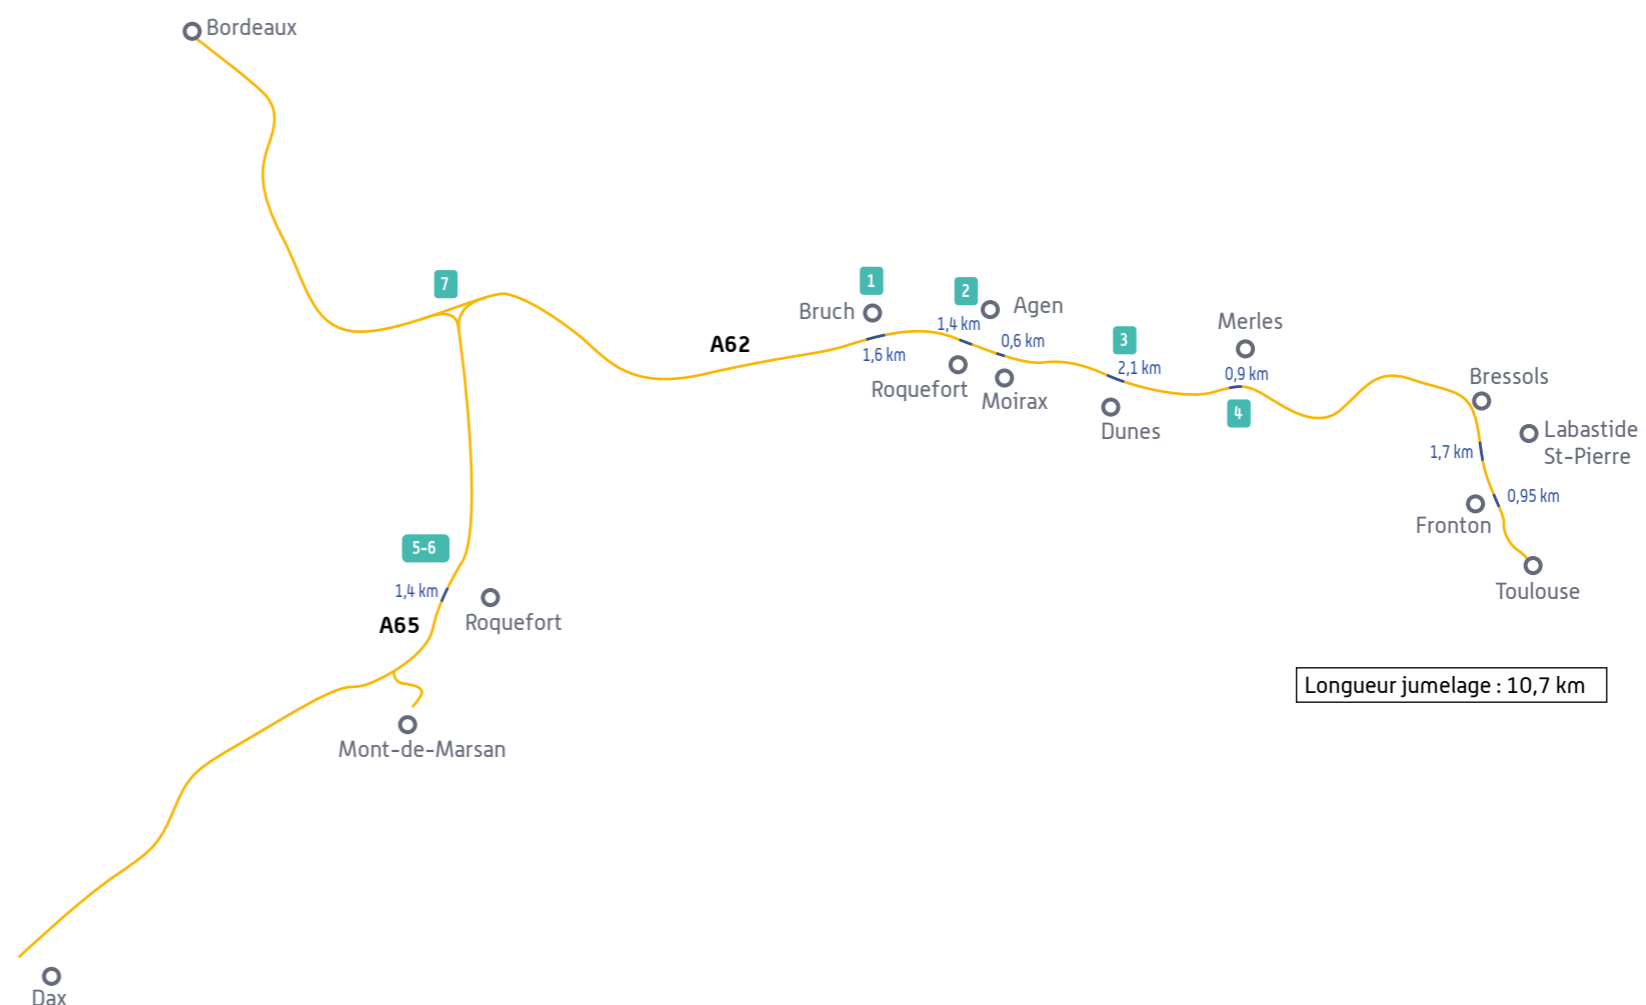 Bordeaux
7
1
2
Agen
Bruch
1,4 km
A62
0,6 km
3
Merles
1,6 km
2,1 km
0,9 km
Roquefort
Moirax
4
Dunes
Bressols
Labastide
St-Pierre
1,7 km
0,95 km
Fronton
5-6
1,4 km
Toulouse
A65
Roquefort
Longueur jumelage : 10,7 km
Mont-de-Marsan
Dax